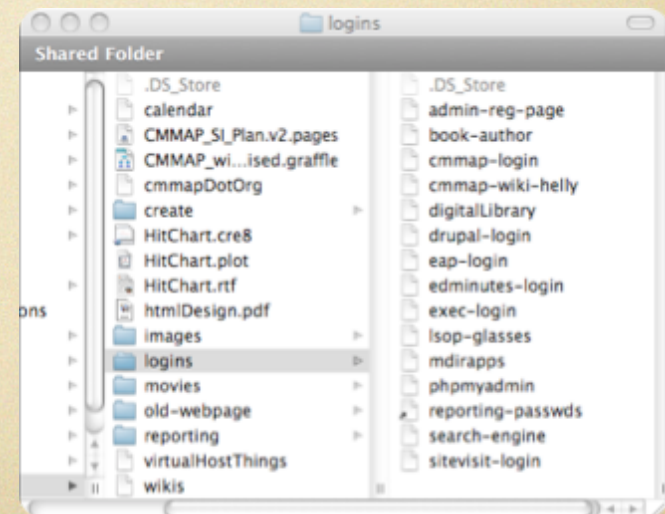 logins
Shared Folder
ons
.DS_Store
calendar
CMMAP_SI_Plan.v2.pages
CMMAP_wi...ised.graffle
cmmapDotOrg
create
HitChart.cre8
HitChart.plot
HitChart.rtf
htmlDesign.pdf
images
logins
movies
old-webpage
reporting
virtualHostThings
wikis
.DS_Store
admin-reg-page
book-author
cmmap-login
cmmap-wiki-helly
digitalLibrary
drupal-login
eap-login
edminutes-login
exec-login
lsop-glasses
mdirapps
phpmyadmin
reporting-passwds
search-engine
sitevisit-login